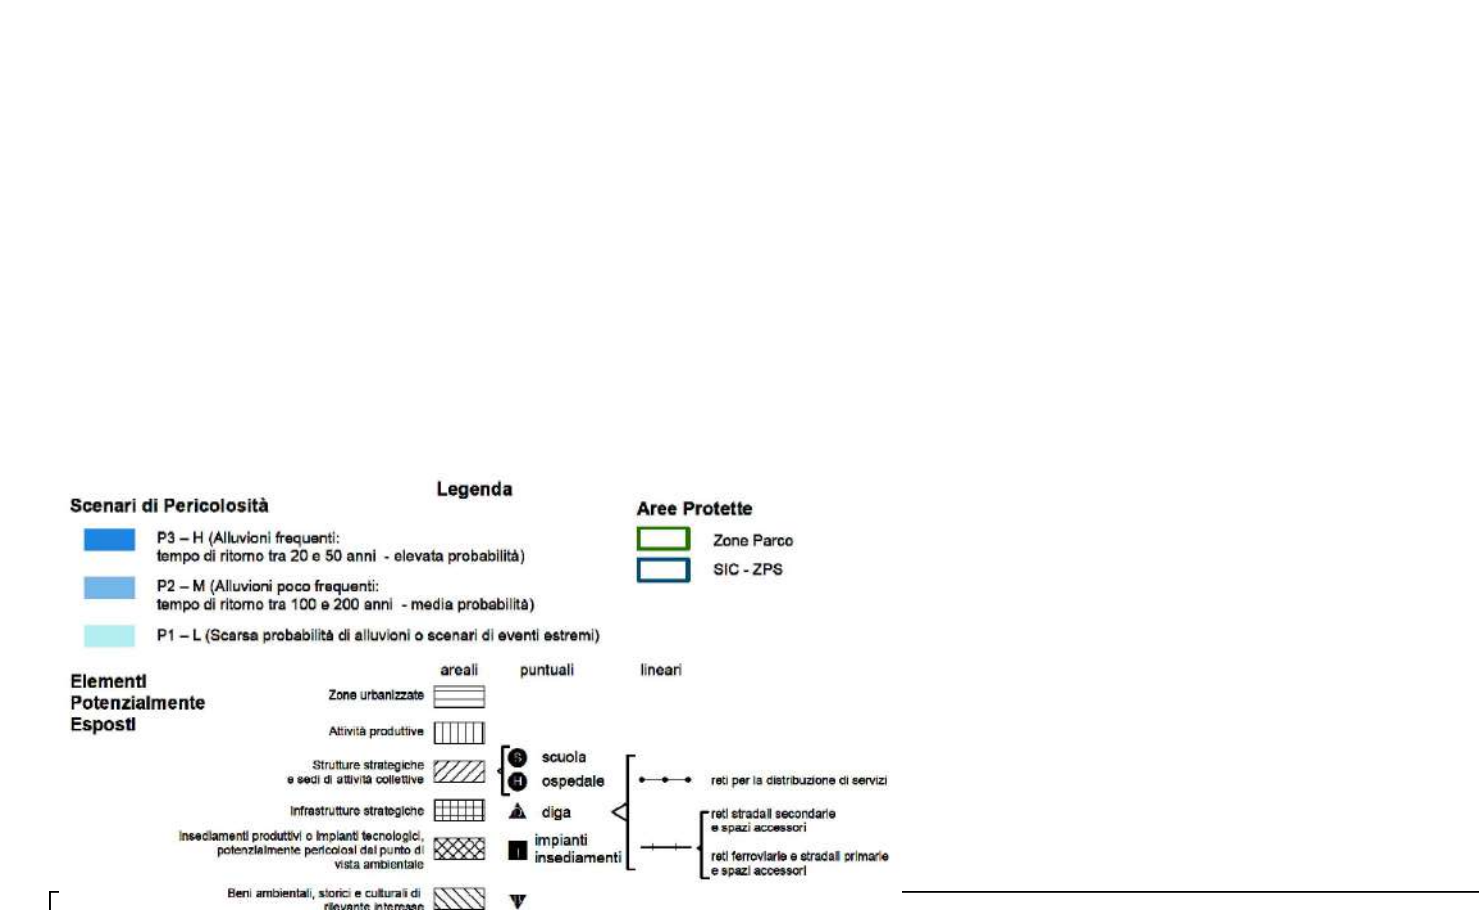 Legenda
Scenari di Pericolosità
P3 – H (Alluvioni frequenti:
tempo di ritorno tra 20 e 50 anni - elevata probabilità)
P2 – M (Alluvioni poco frequenti:
tempo di ritorno tra 100 e 200 anni - media probabilità)
P1 – L (Scarsa probabilità di alluvioni o scenari di eventi estremi)
Aree Protette
Zone Parco
SIC - ZPS
Elementi
Potenzialmente
Esposti
areali puntuali lineari
Zone urbanizzate
Attività produttive
Strutture strategiche
e sedi di attività collettive
S scuola
H ospedale
reti per la distribuzione di servizi
Infrastrutture strategiche
diga
reti stradali secondarie
e spazi accessori
Insediamenti produttivi o impianti tecnologici,
potenzialmente pericolosi dal punto di
vista ambientale
I impianti
insediamenti
reti ferroviarie e stradali primarie
e spazi accessori
Beni ambientali, storici e culturali di
rilevante interesse